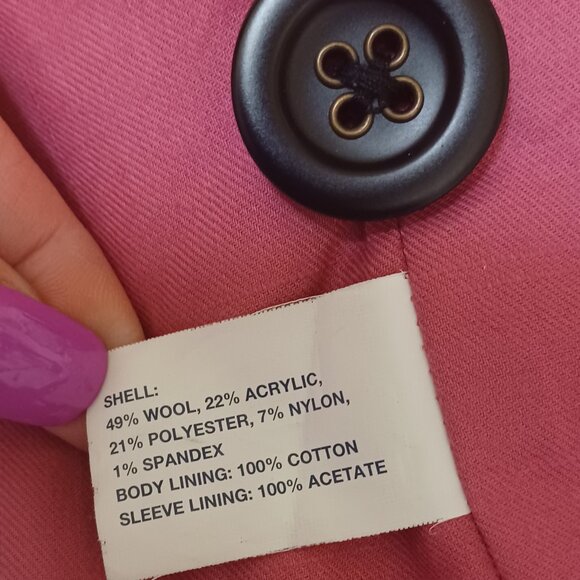 SHELL:
49% WOOL, 22% ACRYLIC,
21% POLYESTER, 7% NYLON,
1% SPANDEX
BODY LINING: 100% COTTON
SLEEVE LINING: 100% ACETATE